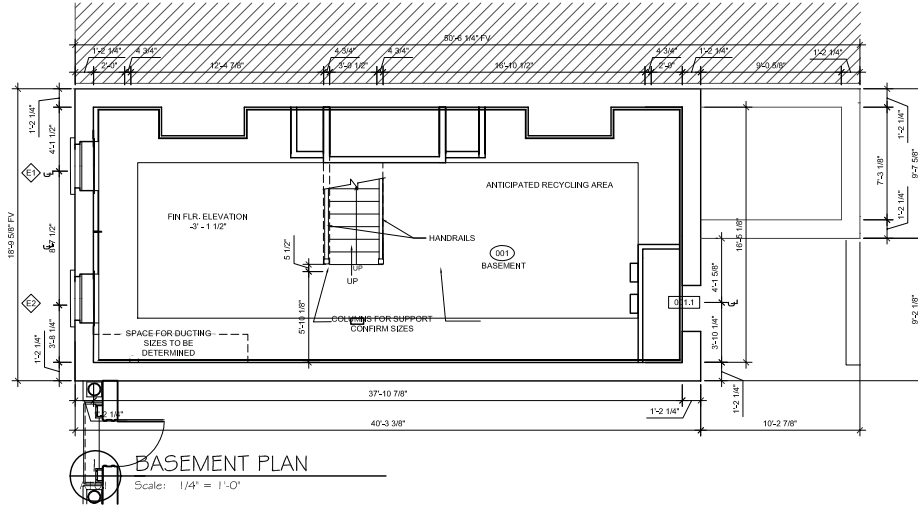 50'-6 1/4" FV
1'-2 1/4"
4 3/4"
4 3/4"
4 3/4"
4 3/4"
1'-2 1/4"
1'-2 1/4"
2'-0"
12'-4 7/8"
3'-0 1/2"
16'-10 1/2"
2'-0"
9'-0 5/8"
1'-2 1/4"
4'-1 1/2"
E1
8'-7 1/2"
18'-9 5/8" FV
E2
3'-8 1/4"
1'-2 1/4"
FIN FLR. ELEVATION
-3' - 1 1/2"
ANTICIPATED RECYCLING AREA
HANDRAILS
001
BASEMENT
5 1/2"
UP
UP
5'-10 1/8"
COLUMNS FOR SUPPORT
CONFIRM SIZES
SPACE FOR DUCTING
SIZES TO BE
DETERMINED
001.1
16'-5 1/8"
4'-1 5/8"
3'-10 1/4"
1'-2 1/4"
7'-3 1/8"
1'-2 1/4"
1'-2 1/4"
9'-7 5/8"
9'-2 1/8"
37'-10 7/8"
1'-2 1/4"
40'-3 3/8"
10'-2 7/8"
BASEMENT PLAN
Scale: 1/4" = 1'-0"